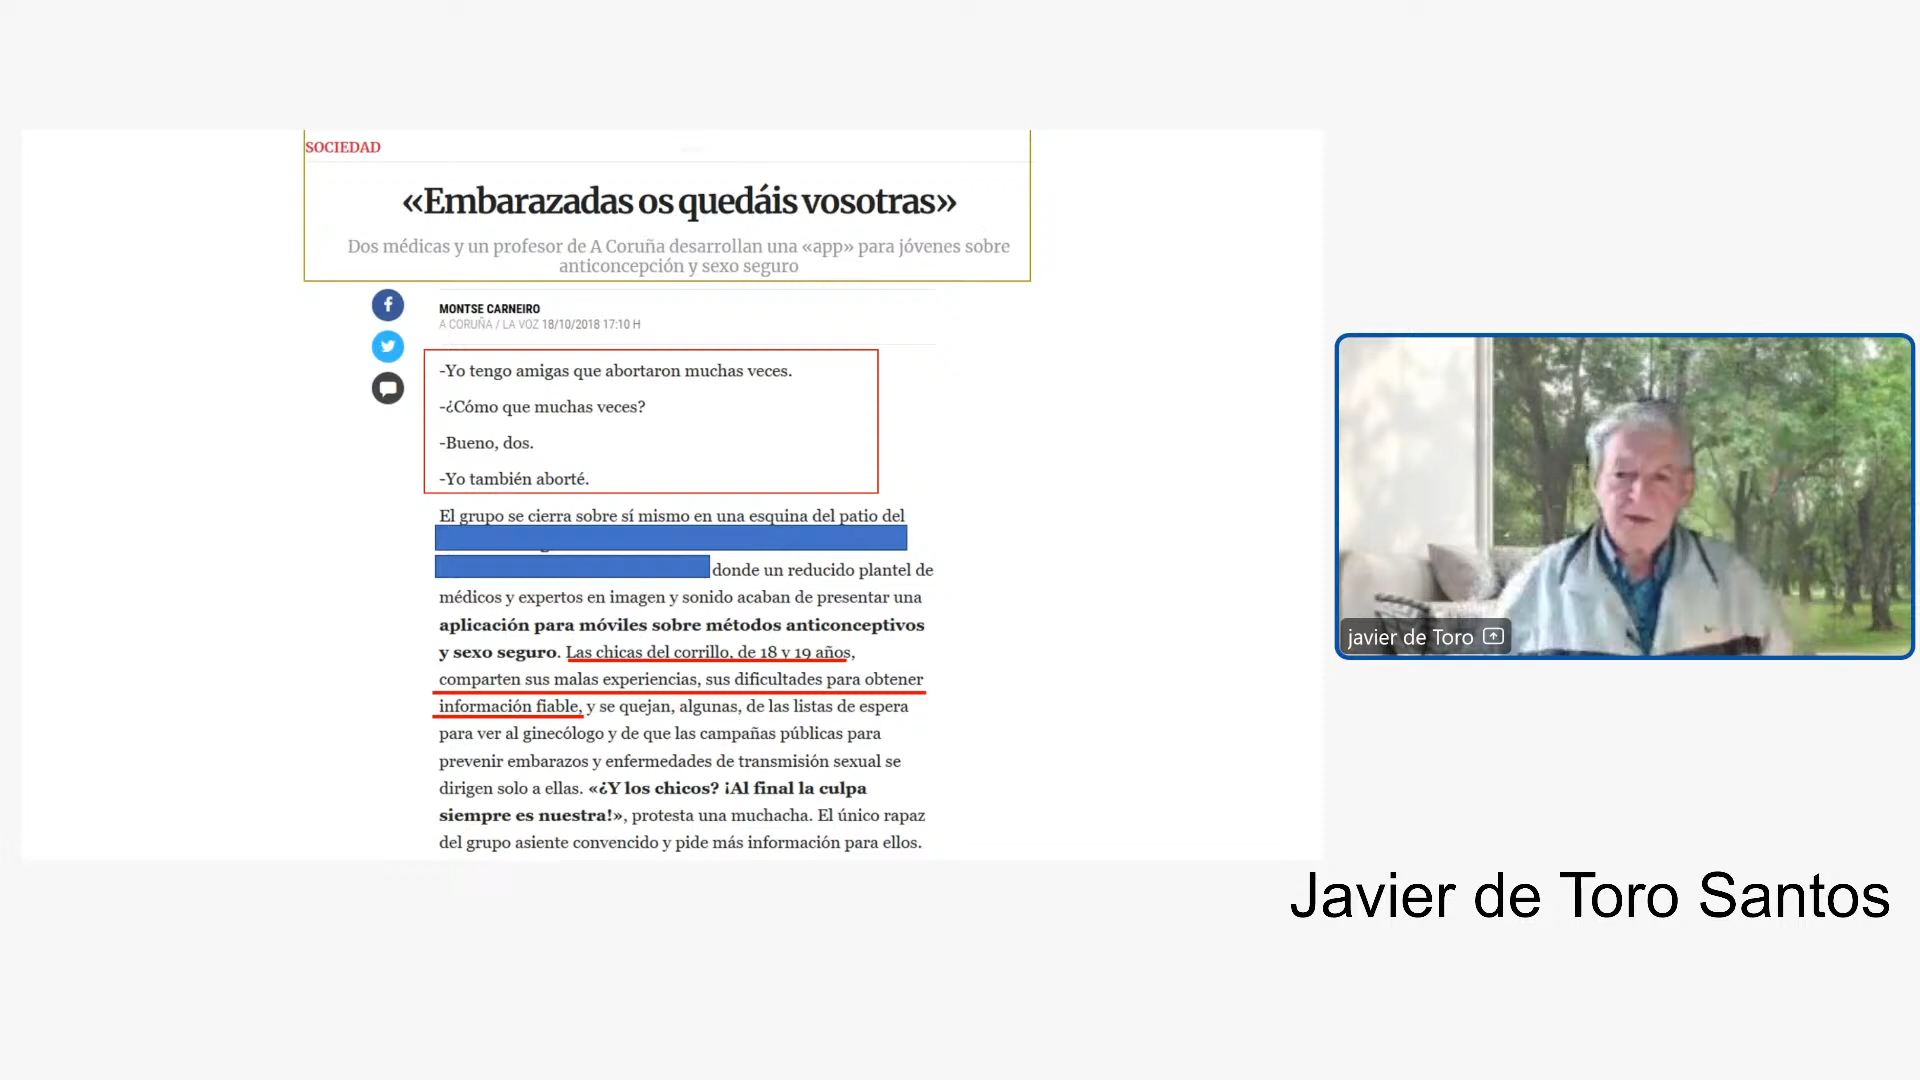 SOCIEDAD
«Embarazadas os quedáis vosotras»
Dos médicas y un profesor de A Coruña desarrollan una «app» para jóvenes sobre
anticoncepción y sexo seguro
MONTSE CARNEIRO
A CORUÑA / LA VOZ 18/10/2018 17:10 H
-Yo tengo amigas que abortaron muchas veces.
-¿Cómo que muchas veces?
-Bueno, dos.
-Yo también aborté.
El grupo se cierra sobre sí mismo en una esquina del patio del
donde un reducido plantel de
médicos y expertos en imagen y sonido acaban de presentar una
aplicación para móviles sobre métodos anticonceptivos
y sexo seguro. Las chicas del corrillo, de 18 y 19 años,
comparten sus malas experiencias, sus dificultades para obtener
información fiable, y se quejan, algunas, de las listas de espera
para ver al ginecólogo y de que las campañas públicas para
prevenir embarazos y enfermedades de transmisión sexual se
dirigen solo a ellas. «¿Y los chicos? ¡Al final la culpa
siempre es nuestra!», protesta una muchacha. El único rapaz
del grupo asiente convencido y pide más información para ellos.
javier de Toro
Javier de Toro Santos